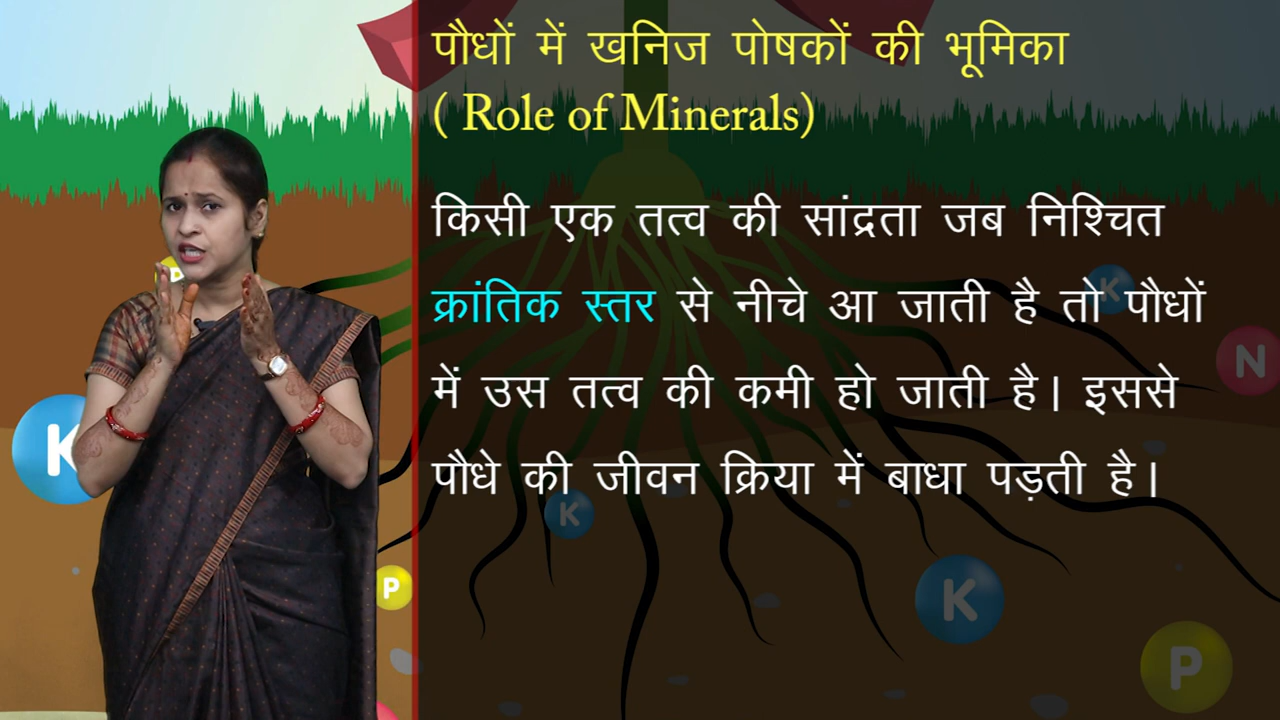 पौधों में खनिज पोषकों की भूमिका
( Role of Minerals)
किसी एक तत्व की सांद्रता जब निश्चित
क्रांतिक स्तर से नीचे आ जाती है तो पौधों
में उस तत्व की कमी हो जाती है। इससे
पौधे की जीवन क्रिया में बाधा पड़ती है।
P
K
N
K
K
P
K
P